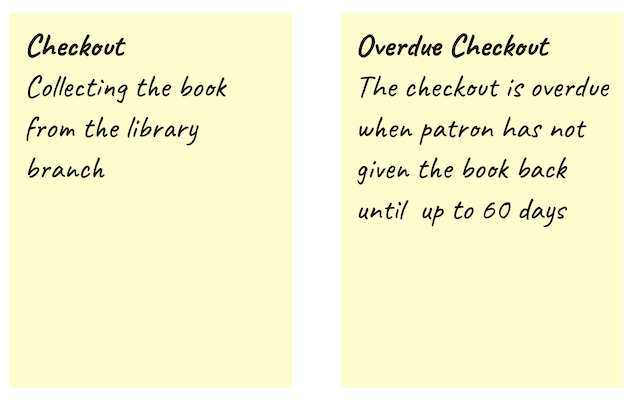 Checkout
Collecting the book
from the library
branch
Overdue Checkout
The checkout is overdue
when patron has not
given the book back
until up to 60 days